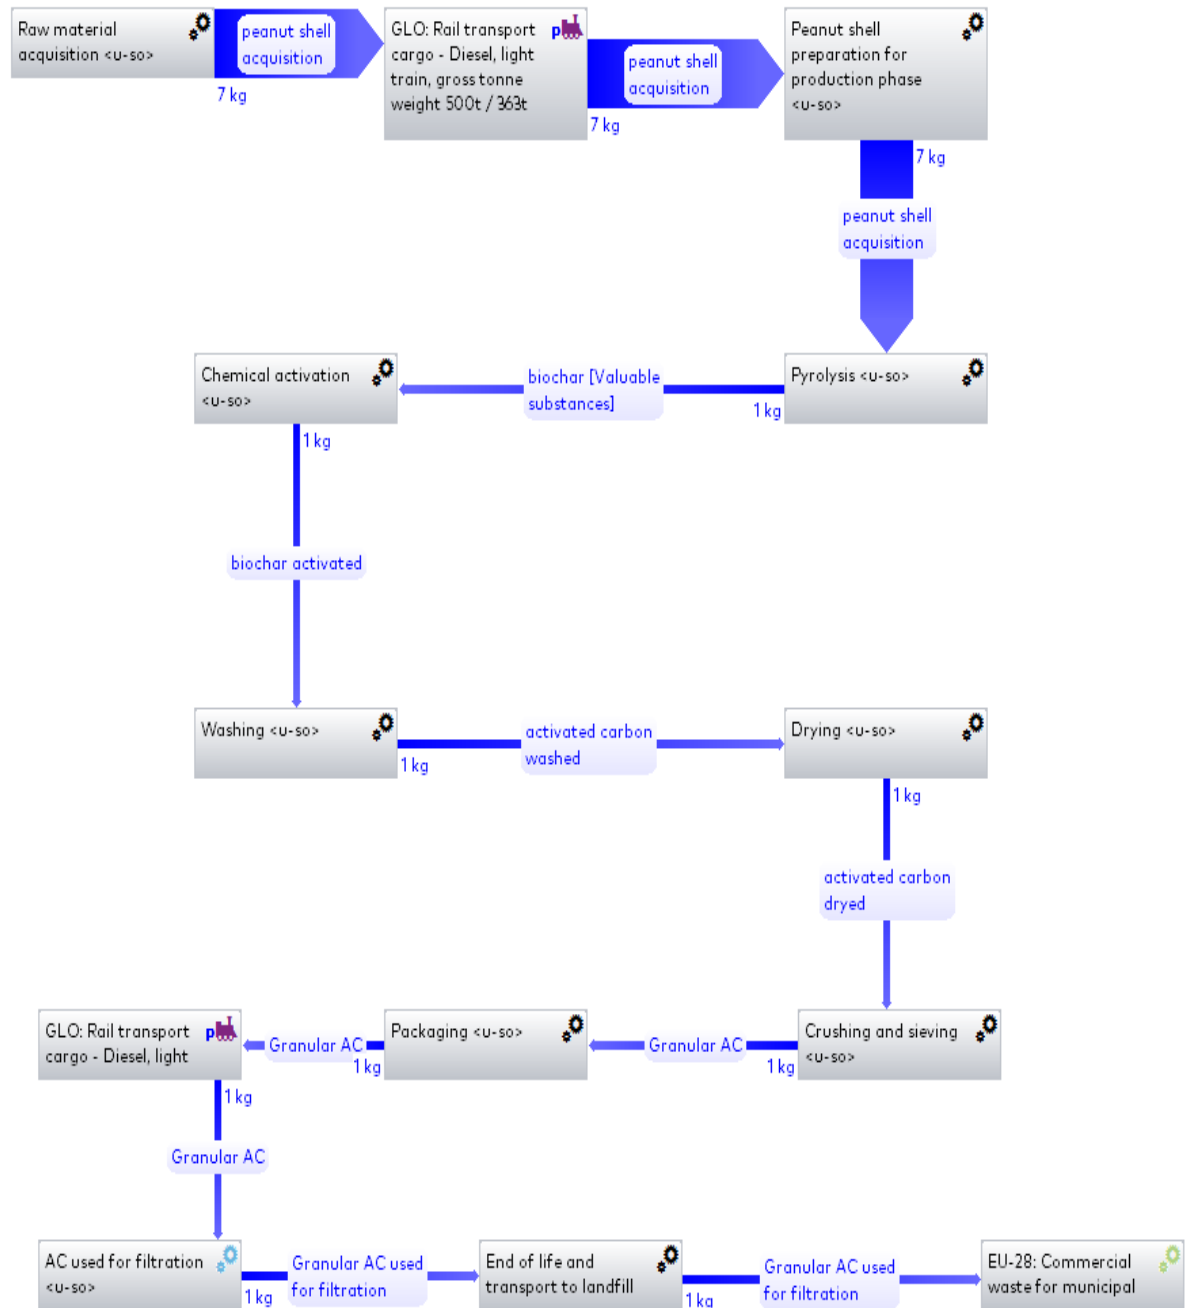 Raw material
acquisition <u-so>
peanut shell
acquisition
7 kg
GLO: Rail transport
cargo - Diesel, light
train, gross tonne
weight 500t / 363t
p
peanut shell
acquisition
7 kg
Peanut shell
preparation for
production phase
<u-so>
7 kg
peanut shell
acquisition
Pyrolysis <u-so>
1 kg
biochar [Valuable
substances]
Chemical activation
<u-so>
1 kg
biochar activated
Washing <u-so>
1 kg
activated carbon
washed
Drying <u-so>
1 kg
activated carbon
dryed
Crushing and sieving
<u-so>
1 kg
Granular AC
Packaging <u-so>
1 kg
Granular AC
GLO: Rail transport
cargo - Diesel, light
p
1 kg
Granular AC
AC used for filtration
<u-so>
1 kg
Granular AC used
for filtration
End of life and
transport to landfill
1 kg
Granular AC used
for filtration
EU-28: Commercial
waste for municipal